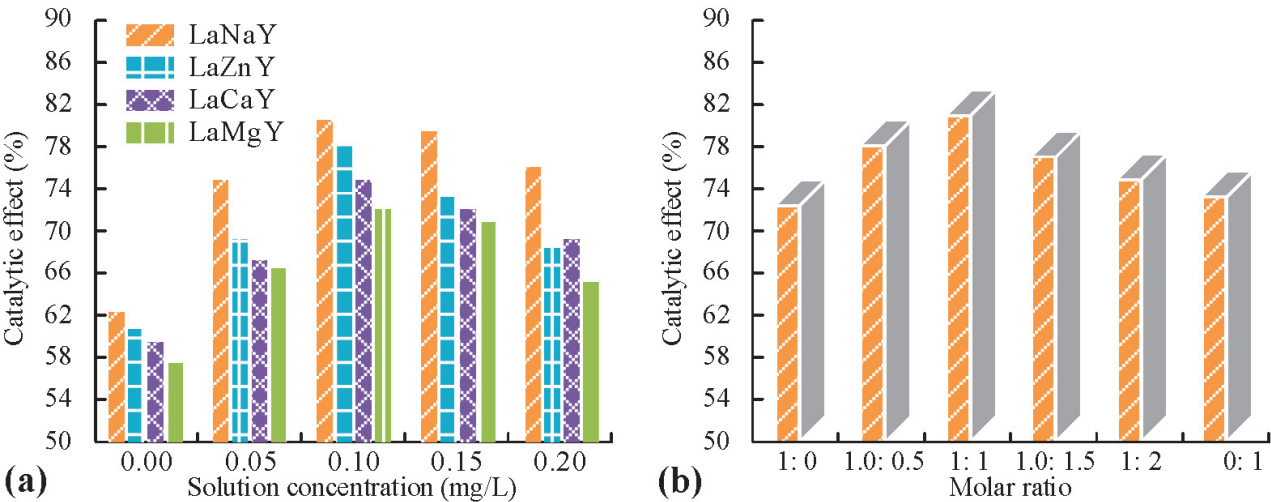 90
86
82
78
74
70
66
62
58
54
50
Catalytic effect (%)
LaNaY
LaZnY
LaCaY
LaMgY
0.00 0.05 0.10 0.15 0.20
Solution concentration (mg/L)
(a)
90
86
82
78
74
70
66
62
58
54
50
Catalytic effect (%)
1: 0 1.0: 0.5 1: 1 1.0: 1.5 1: 2 0: 1
Molar ratio
(b)